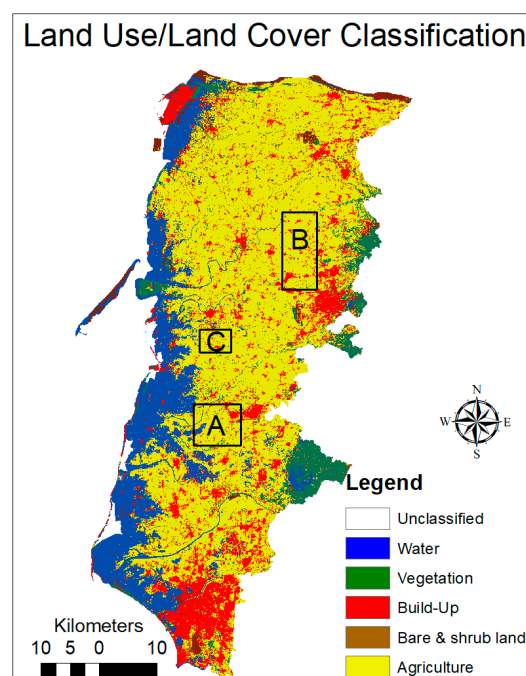 Land Use/Land Cover Classification
B
C
A
N
W E
S
Legend
Unclassified
Water
Vegetation
Build-Up
Bare & shrub land
Agriculture
Kilometers
10 5 0 10